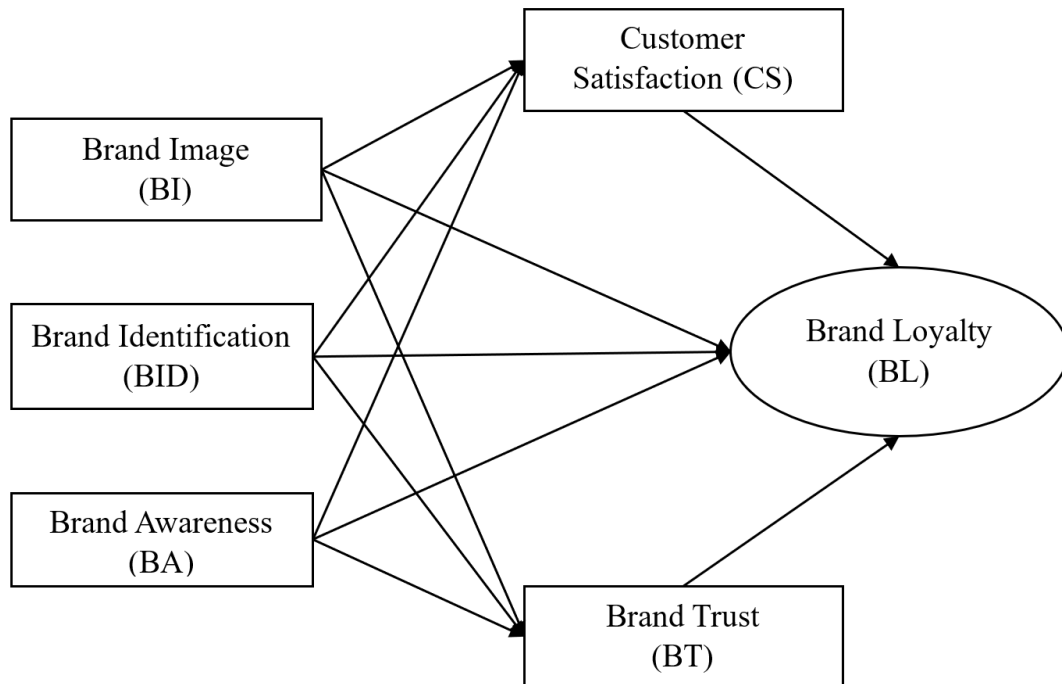 Customer
Satisfaction (CS)
Brand Image
(BI)
Brand Identification
(BID)
Brand Loyalty
(BL)
Brand Awareness
(BA)
Brand Trust
(BT)